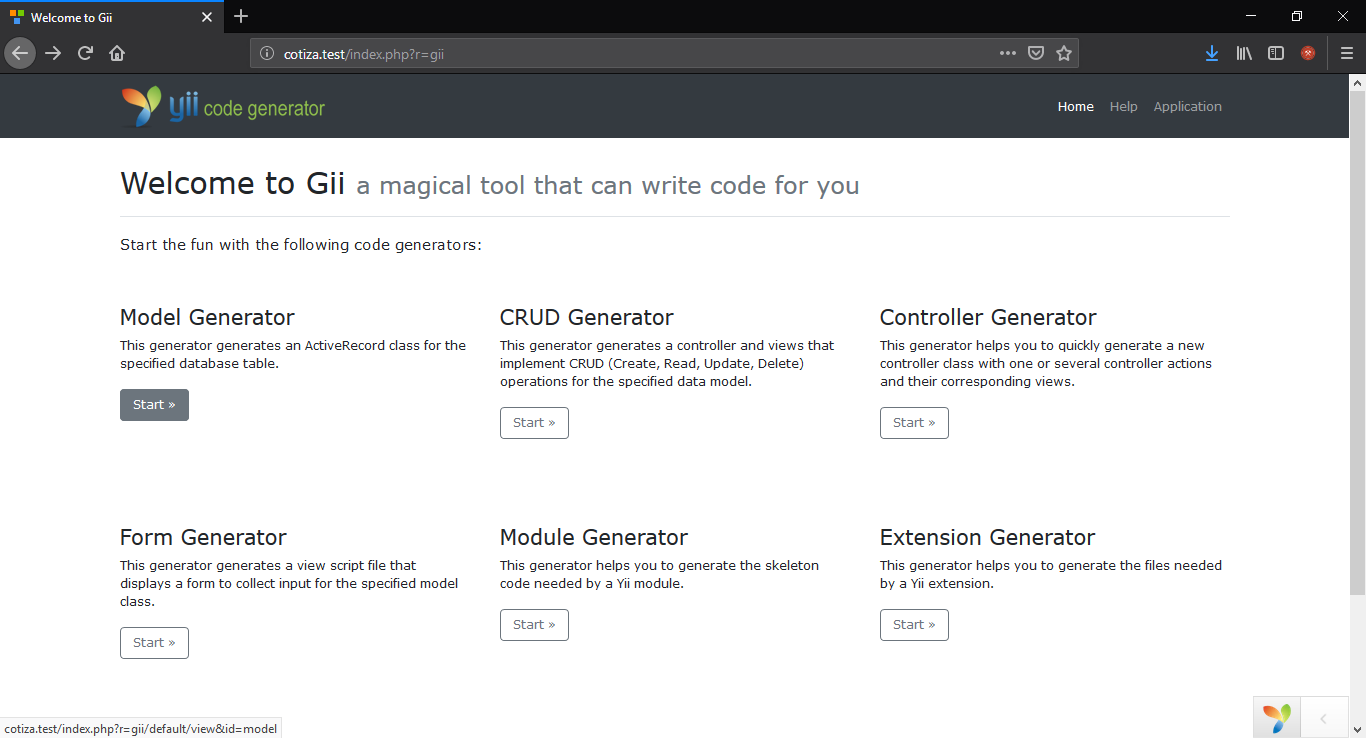 Welcome to Gii
cotiza.test/index.php?r=gii
yii code generator
Home Help Application
Welcome to Gii a magical tool that can write code for you
Start the fun with the following code generators:
Model Generator
This generator generates an ActiveRecord class for the
specified database table.
Start »
CRUD Generator
This generator generates a controller and views that
implement CRUD (Create, Read, Update, Delete)
operations for the specified data model.
Start »
Controller Generator
This generator helps you to quickly generate a new
controller class with one or several controller actions
and their corresponding views.
Start »
Form Generator
This generator generates a view script file that
displays a form to collect input for the specified model
class.
Start »
Module Generator
This generator helps you to generate the skeleton
code needed by a Yii module.
Start »
Extension Generator
This generator helps you to generate the files needed
by a Yii extension.
Start »
cotiza.test/index.php?r=gii/default/view&id=model